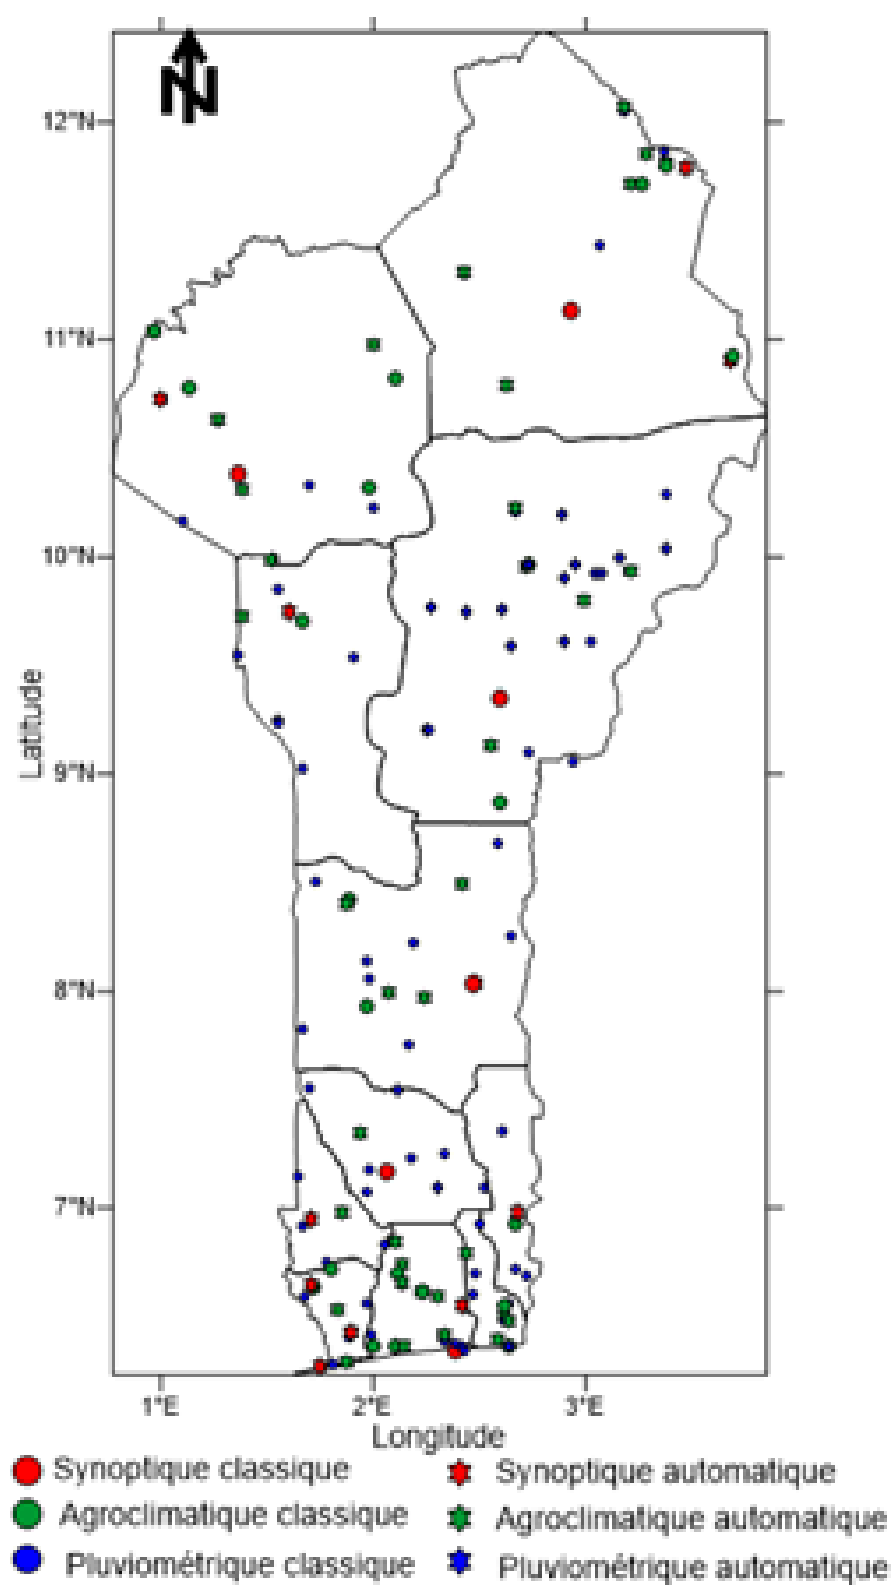 N
12°N
11°N
10°N
9°N
8°N
7°N
Latitude
1°E 2°E 3°E
Longitude
Synoptique classique Synoptique automatique
Agroclimatique classique Agroclimatique automatique
Pluviométrique classique Pluviométrique automatique